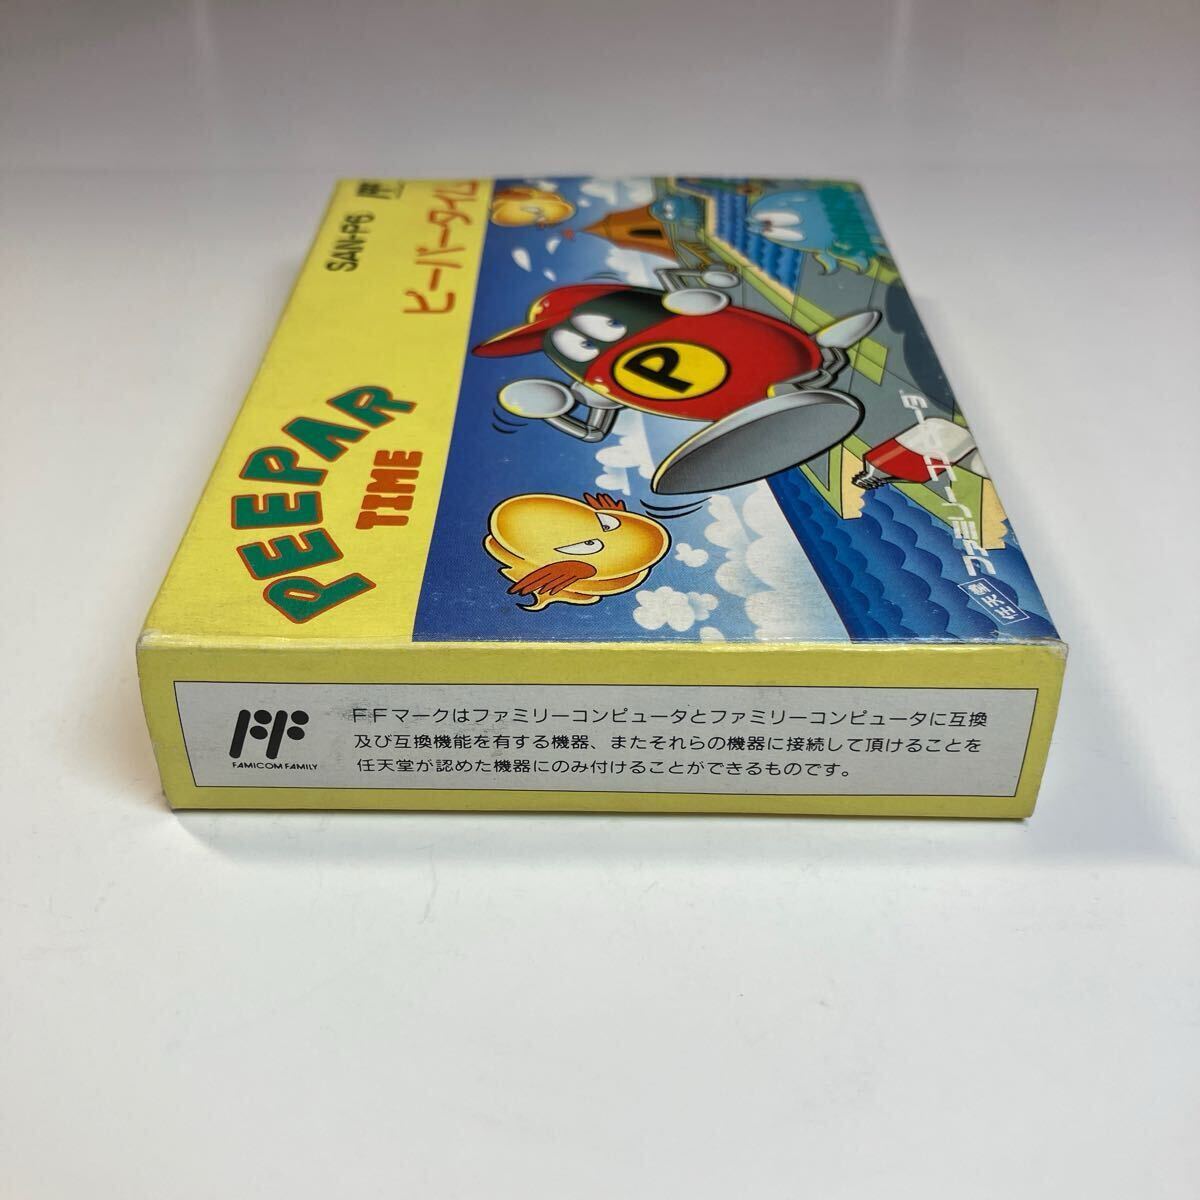 SAN-P6
FF
ピーパータイム
PEEPAR
TIME
P
任天堂
ファミリーコンピュータ
FF
FAMICOM FAMILY
FFマークはファミリーコンピュータとファミリーコンピュータに互換
及び互換機能を有する機器、またそれらの機器に接続して頂けることを
任天堂が認めた機器にのみ付けることができるものです。